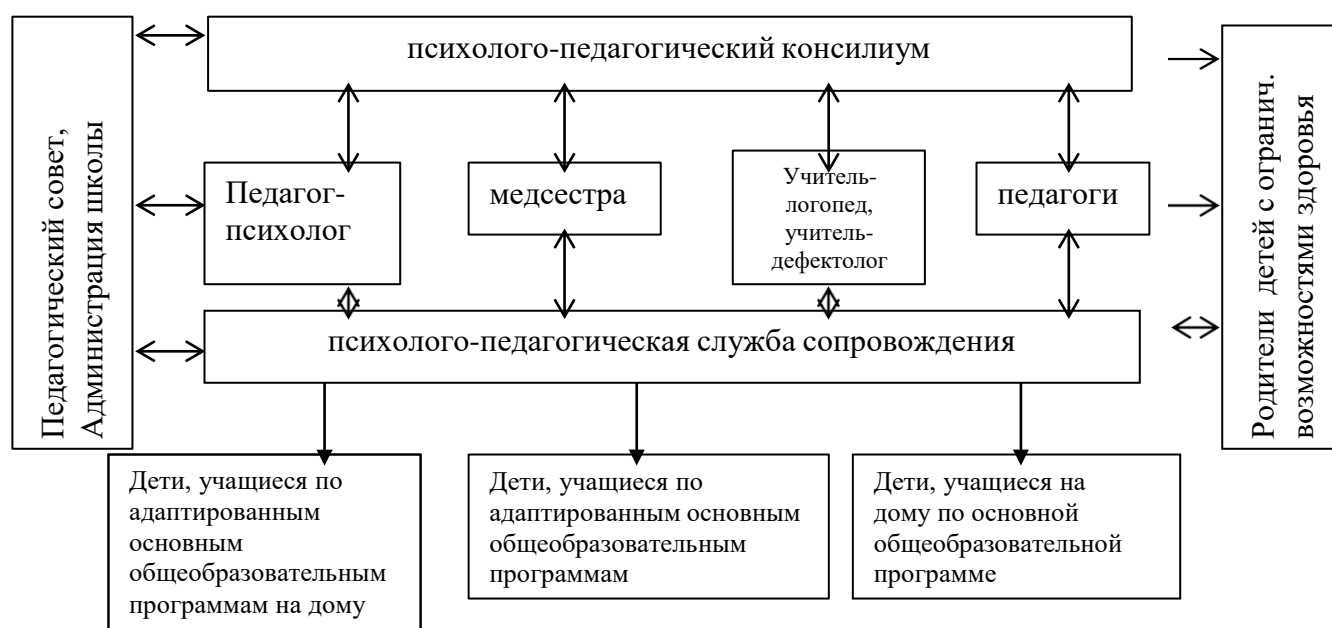 психолого-педагогический консилиум
Педагогический совет,
Администрация школы
Педагог-
психолог
медсестра
Учитель-
логопед,
учитель-
дефектолог
педагоги
Родители детей с огранич.
возможностями здоровья
психолого-педагогическая служба сопровождения
Дети, учащиеся по
адаптированным
основным
общеобразовательным
программам на дому
Дети, учащиеся по
адаптированным основным
общеобразовательным
программам
Дети, учащиеся на
дому по основной
общеобразовательной
программе